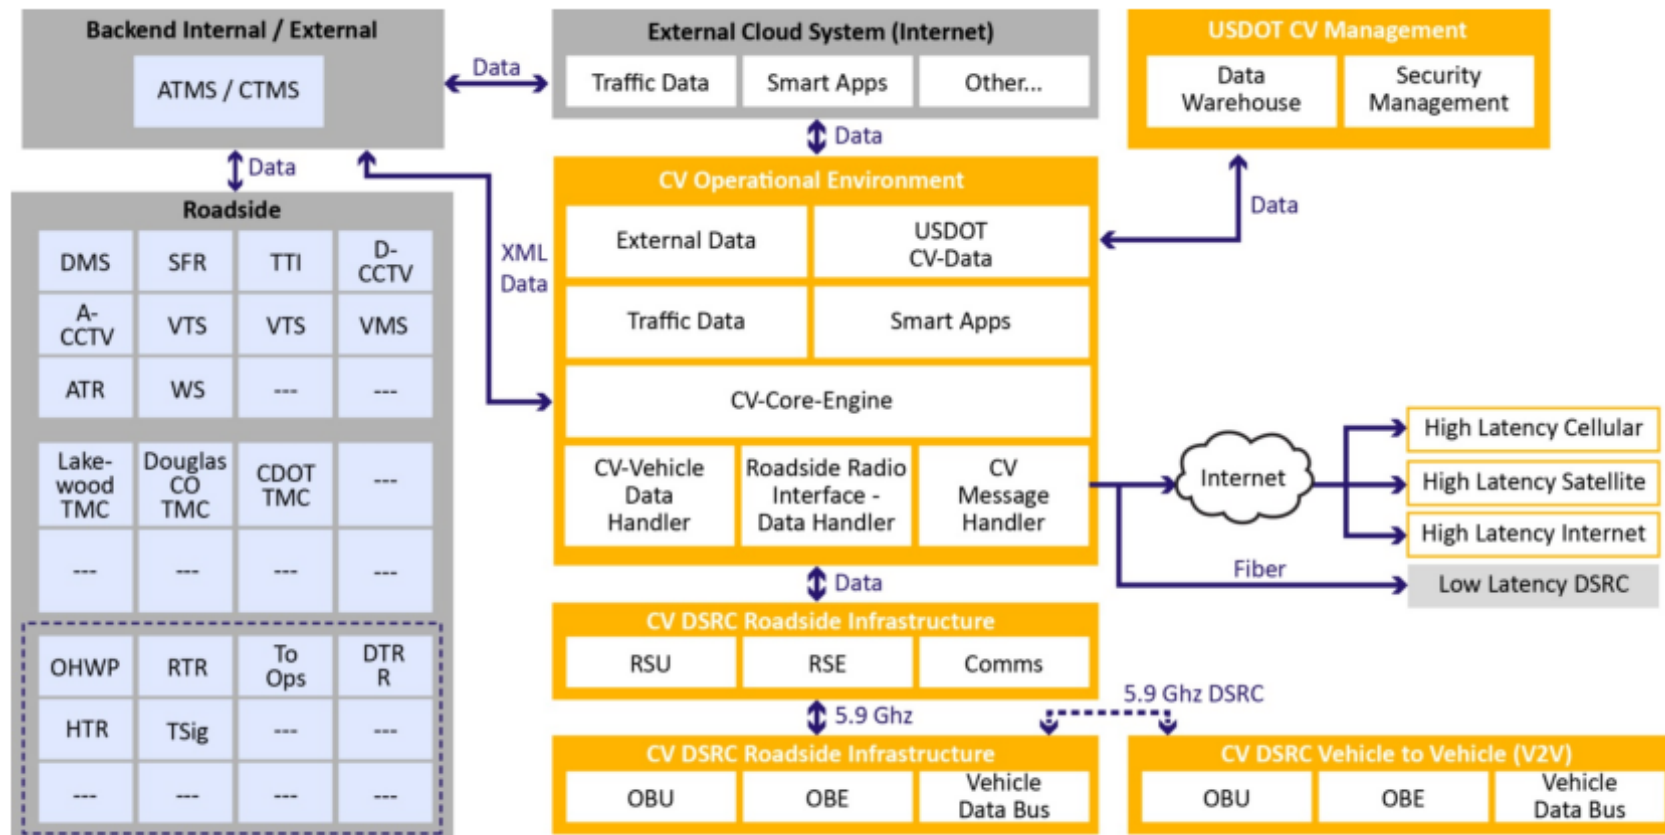 Backend Internal / External
ATMS / CTMS
Data
External Cloud System (Internet)
Traffic Data
Smart Apps
Other...
USDOT CV Management
Data
Warehouse
Security
Management
Data
Data
Data
XML
Data
Roadside
DMS
SFR
TTI
D-
CCTV
A-
CCTV
VTS
VTS
VMS
ATR
WS
---
---
Lake-
wood
TMC
Douglas
CO
TMC
CDOT
TMC
---
---
---
---
---
OHWP
RTR
To
Ops
DTR
R
HTR
TSig
---
---
---
---
---
---
CV Operational Environment
External Data
USDOT
CV-Data
Traffic Data
Smart Apps
CV-Core-Engine
CV-Vehicle
Data
Handler
Roadside Radio
Interface -
Data Handler
CV
Message
Handler
Internet
High Latency Cellular
High Latency Satellite
High Latency Internet
Fiber
Low Latency DSRC
Data
CV DSRC Roadside Infrastructure
RSU
RSE
Comms
5.9 Ghz
5.9 Ghz DSRC
CV DSRC Roadside Infrastructure
OBU
OBE
Vehicle
Data Bus
CV DSRC Vehicle to Vehicle (V2V)
OBU
OBE
Vehicle
Data Bus